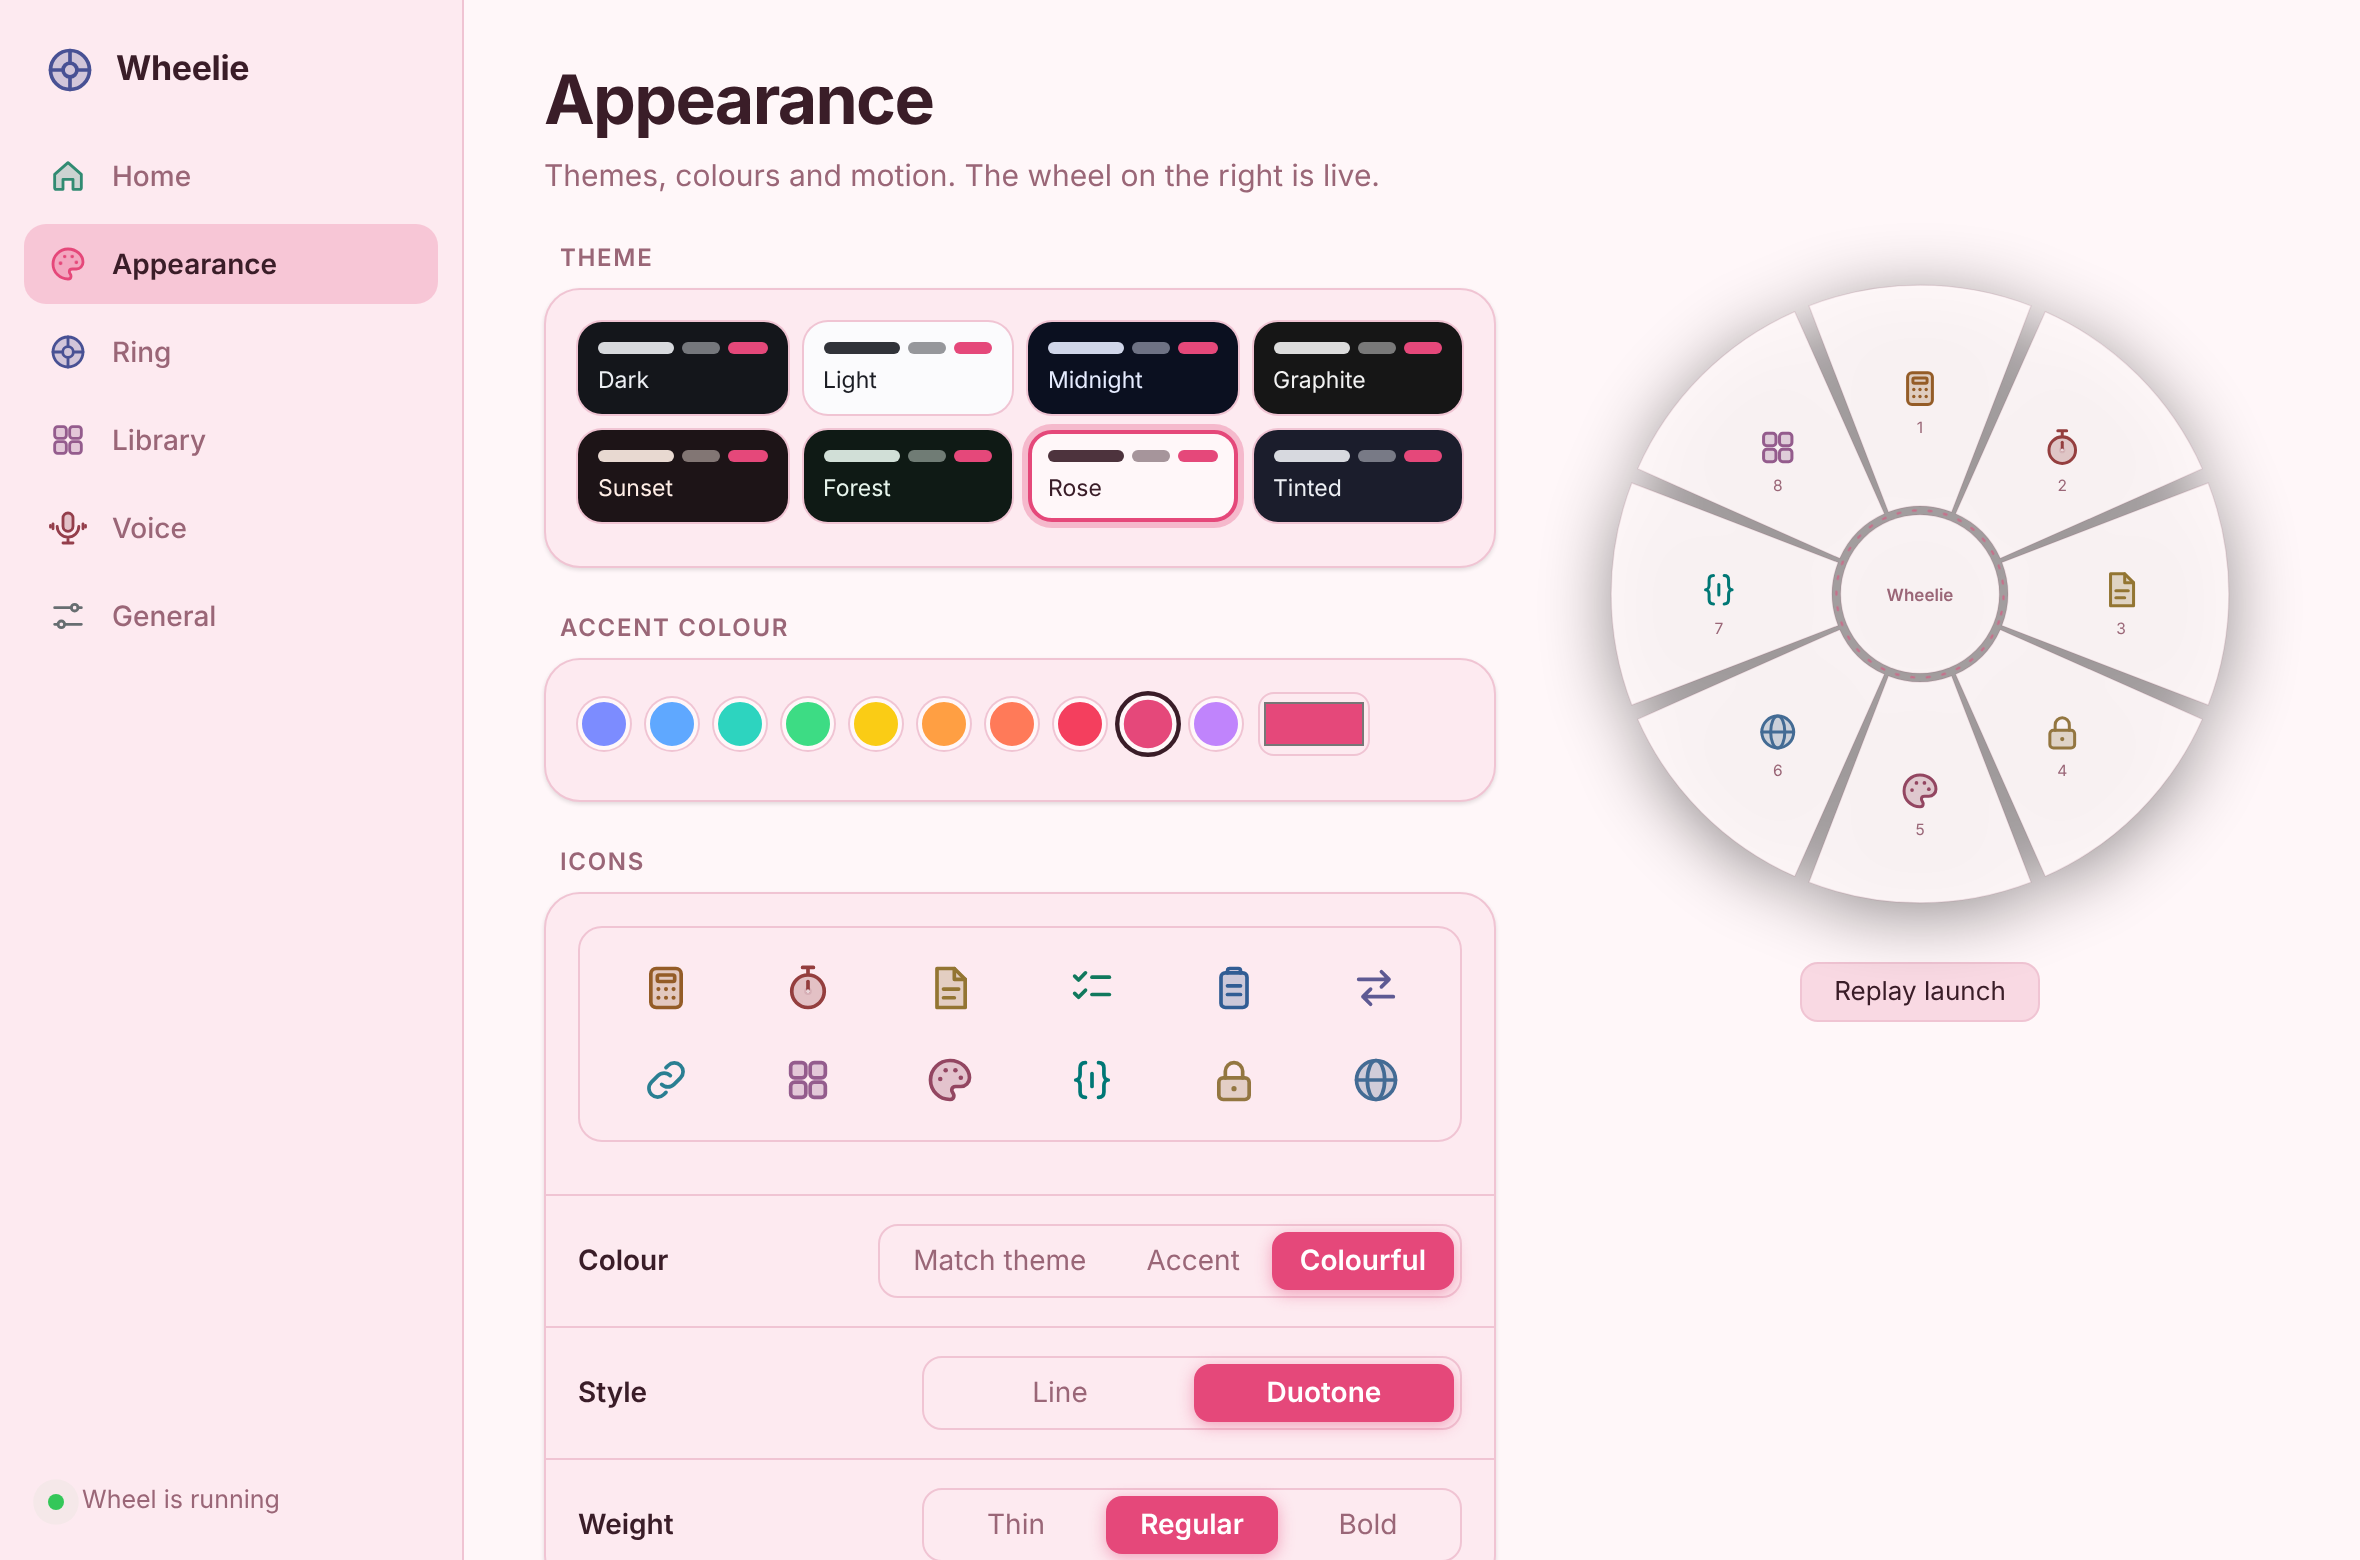 Wheelie
Home
Appearance
Ring
Library
Voice
General
Wheel is running
Appearance
Themes, colours and motion. The wheel on the right is live.
THEME
Dark
Light
Midnight
Graphite
Sunset
Forest
Rose
Tinted
ACCENT COLOUR
ICONS
Colour
Match theme
Accent
Colourful
Style
Line
Duotone
Weight
Thin
Regular
Bold
1
2
3
4
5
6
7
8
Wheelie
Replay launch